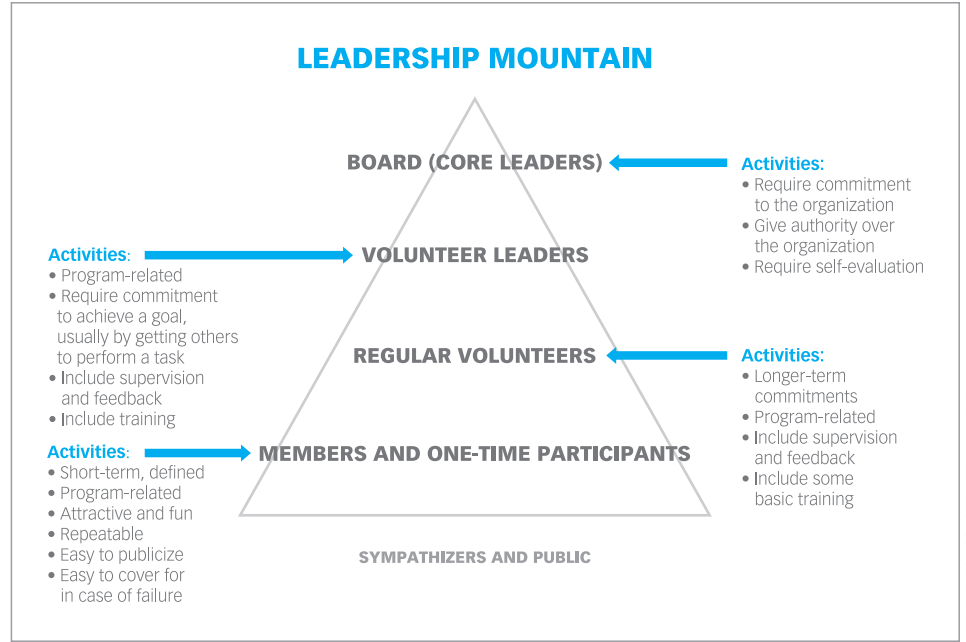 LEADERSHIP MOUNTAIN
BOARD (CORE LEADERS)
Activities:
• Require commitment
to the organization
• Give authority over
the organization
• Require self-evaluation
Activities:
VOLUNTEER LEADERS
• Program-related
• Require commitment
to achieve a goal,
usually by getting others
to perform a task
• Include supervision
and feedback
• Include training
REGULAR VOLUNTEERS
Activities:
• Longer-term
commitments
• Program-related
• Include supervision
and feedback
• Include some
basic training
Activities:
MEMBERS AND ONE-TIME PARTICIPANTS
• Short-term, defined
• Program-related
• Attractive and fun
• Repeatable
• Easy to publicize
• Easy to cover for
in case of failure
SYMPATHIZERS AND PUBLIC